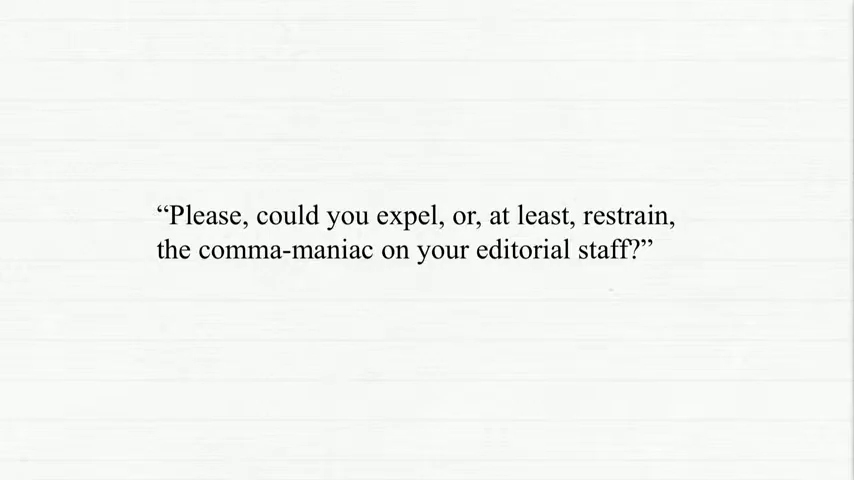 “Please, could you expel, or, at least, restrain,
the comma-maniac on your editorial staff?”